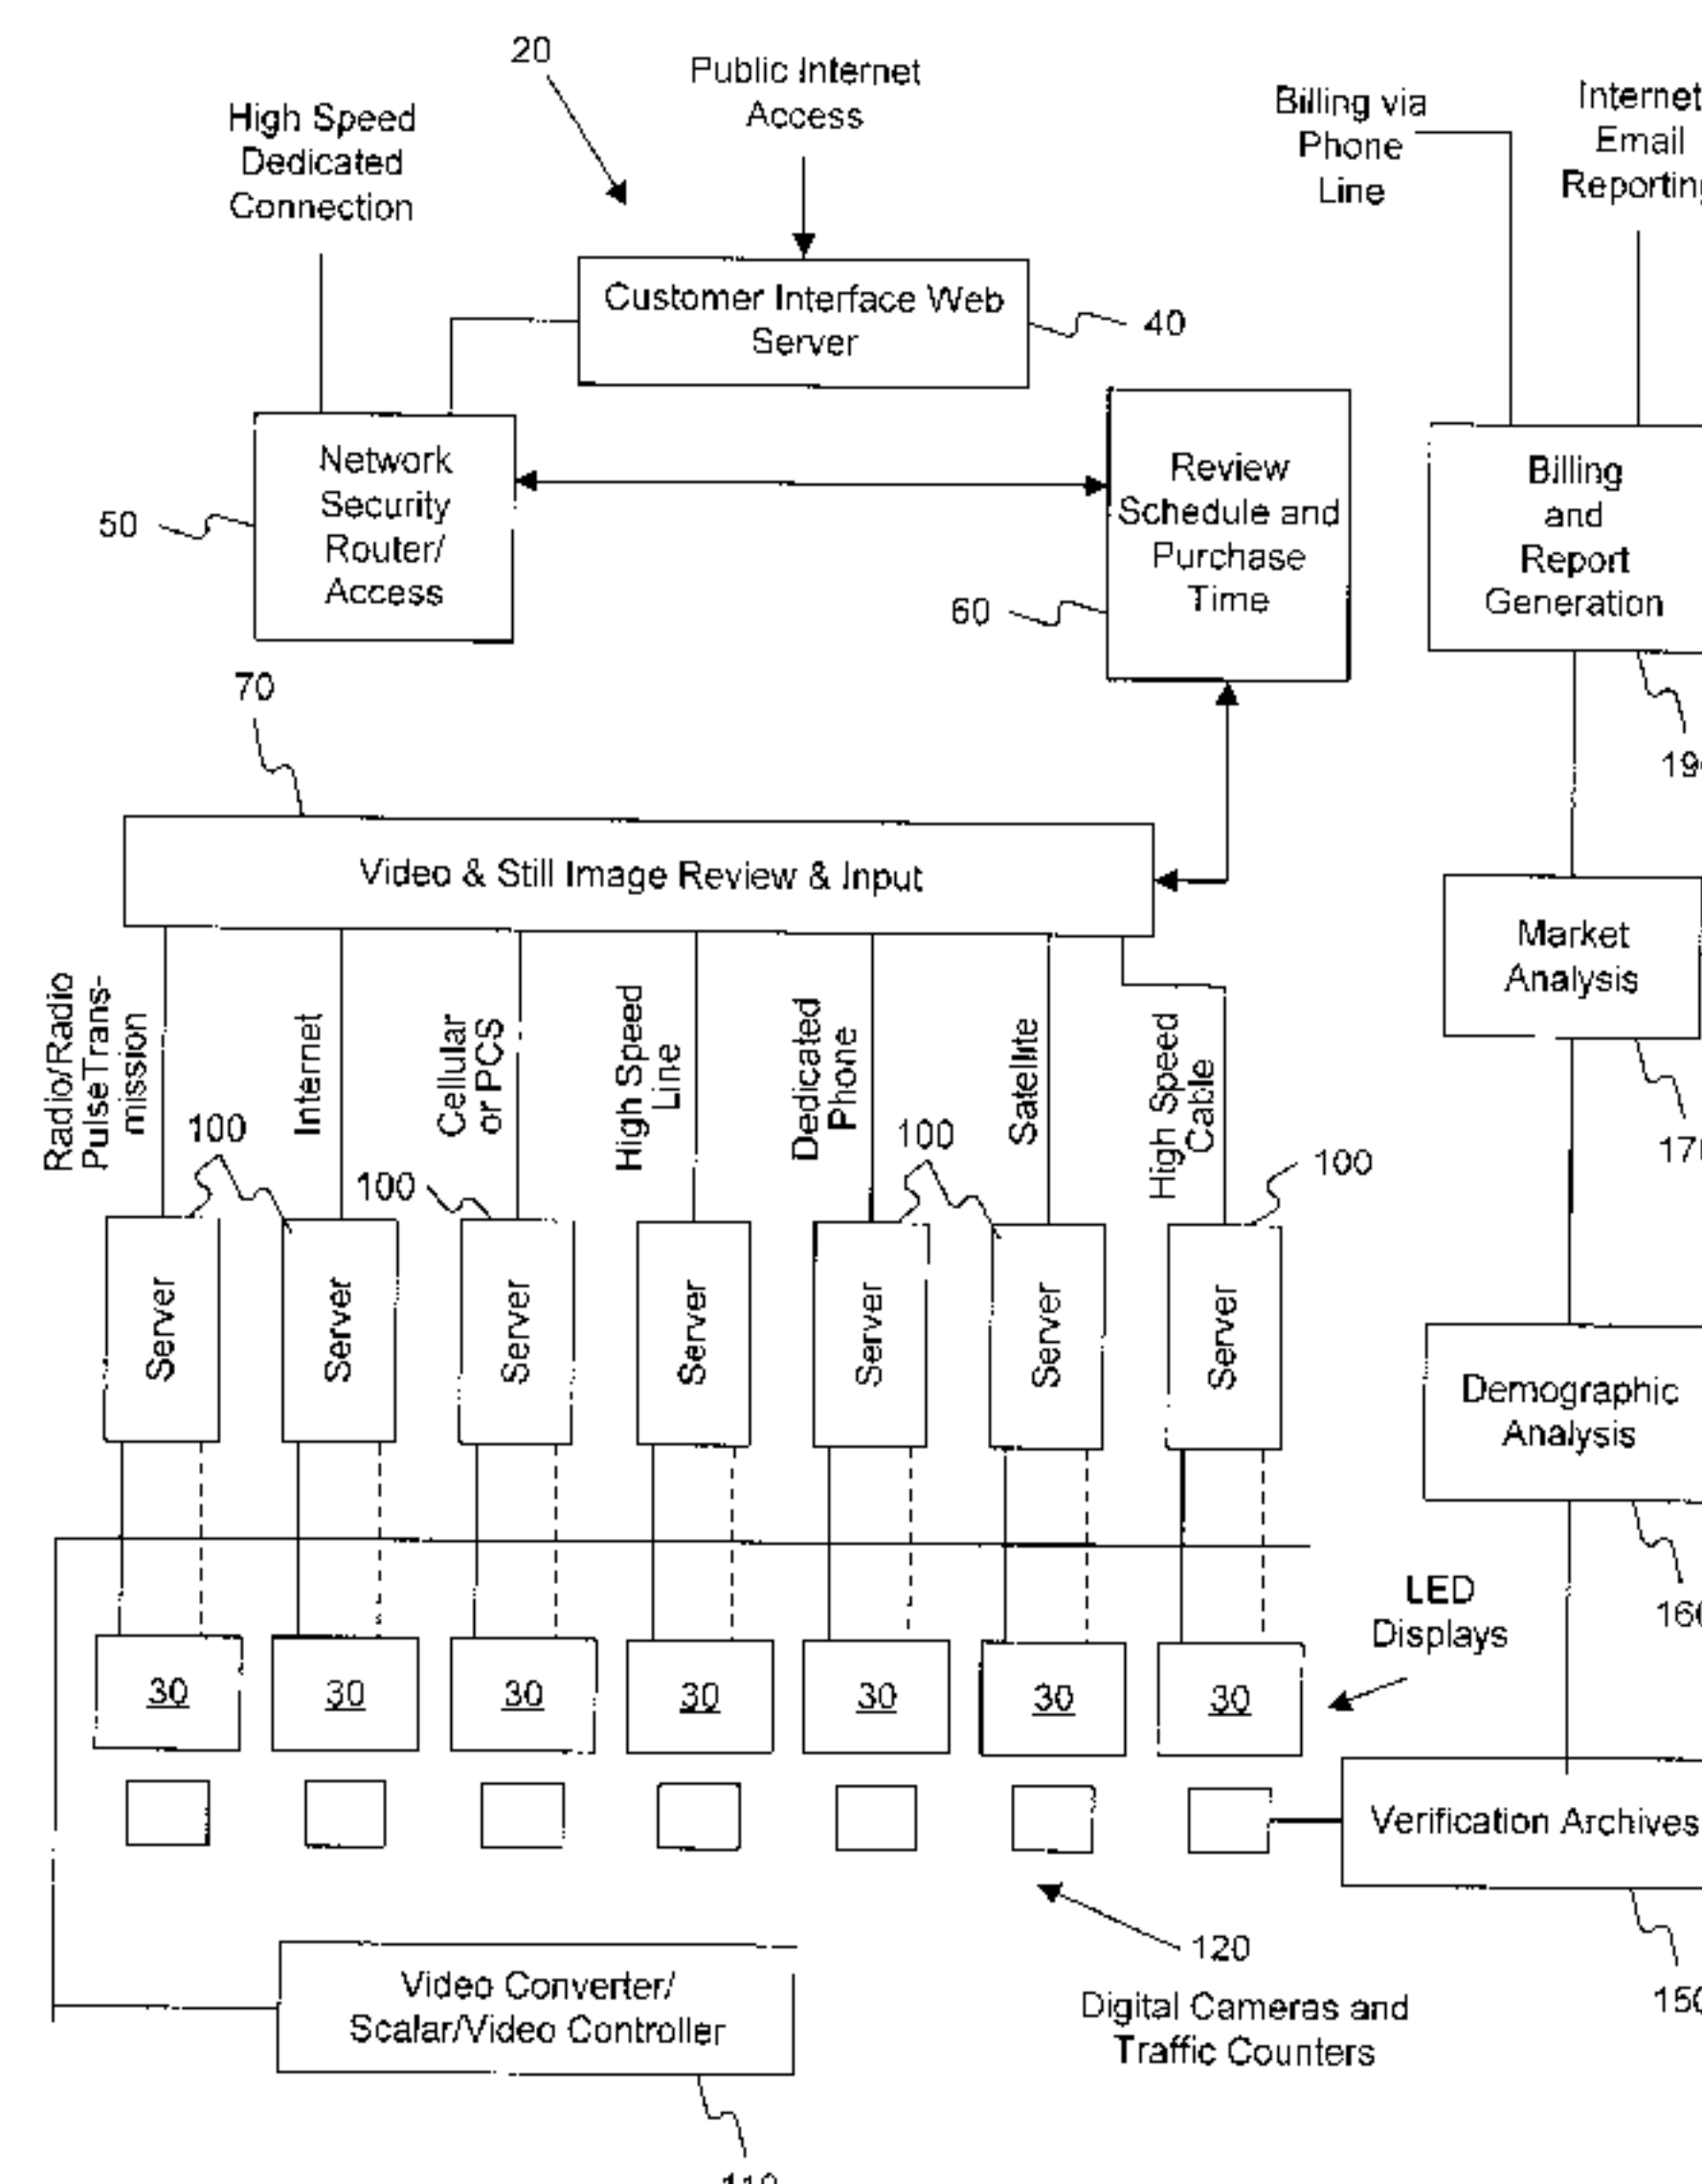 20
Public Internet
Access
High Speed
Dedicated
Connection
Billing via
Phone
Line
Internet
Email
Reporting
Customer Interface Web
Server
40
Network
Security
Router/
Access
50
Review
Schedule and
Purchase
Time
60
Billing
and
Report
Generation
70
Video & Still Image Review & Input
Market
Analysis
Radio/Radio
PulseTrans-
mission
Internet
Cellular
or PCS
High Speed
Line
Dedicated
Phone
Satellite
High Speed
Cable
100
100
100
100
Server
Server
Server
Server
Server
Server
Server
Demographic
Analysis
160
LED
Displays
30
30
30
30
30
30
30
Verification Archives
150
120
Digital Cameras and
Traffic Counters
Video Converter/
Scalar/Video Controller